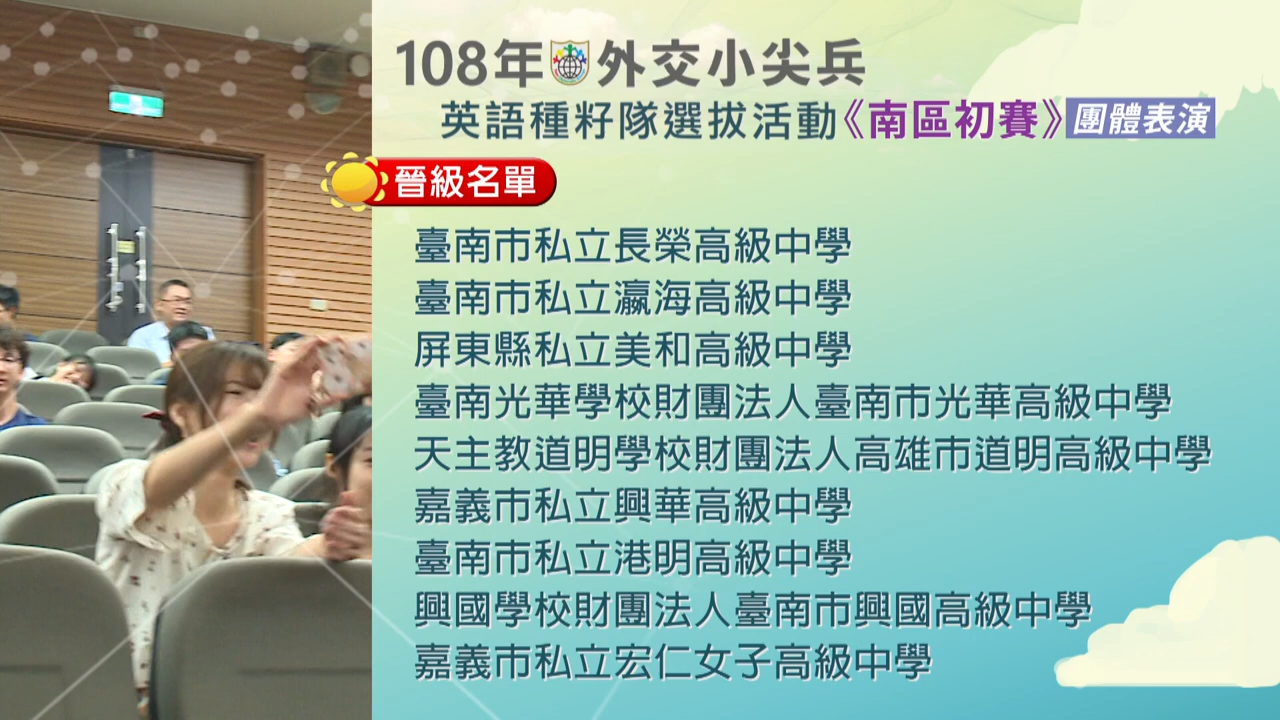 108年外交小尖兵
英語種籽隊選拔活動《南區初賽》團體表演
晉級名單
臺南市私立長榮高級中學
臺南市私立瀛海高級中學
屏東縣私立美和高級中學
臺南光華學校財團法人臺南市光華高級中學
天主教道明學校財團法人高雄市道明高級中學
嘉義市私立興華高級中學
臺南市私立港明高級中學
興國學校財團法人臺南市興國高級中學
嘉義市私立宏仁女子高級中學